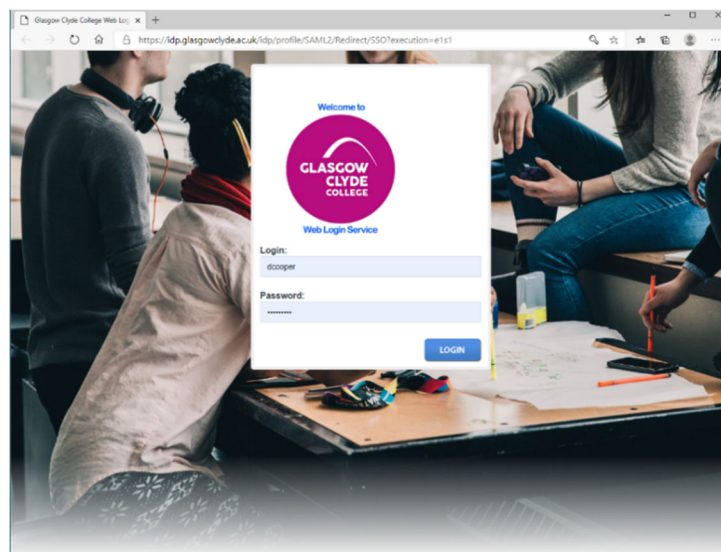 Glasgow Clyde College Web Log
https://idp.glasgowclyde.ac.uk/idp/profile/SAML2/Redirect/SSO?execution=e1s1
Welcome to
GLASGOW
CLYDE
COLLEGE
Web Login Service
Login:
dcooper
Password:
LOGIN